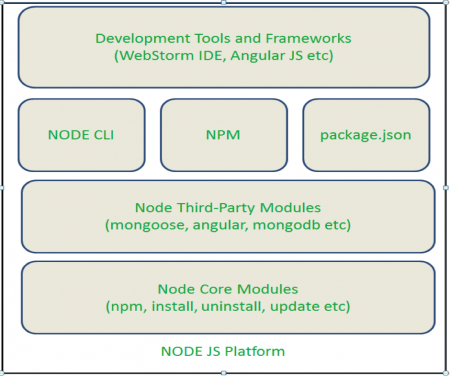 Development Tools and Frameworks
(WebStorm IDE, Angular JS etc)
NODE CLI
NPM
package.json
Node Third-Party Modules
(mongoose, angular, mongodb etc)
Node Core Modules
(npm, install, uninstall, update etc)
NODE JS Platform